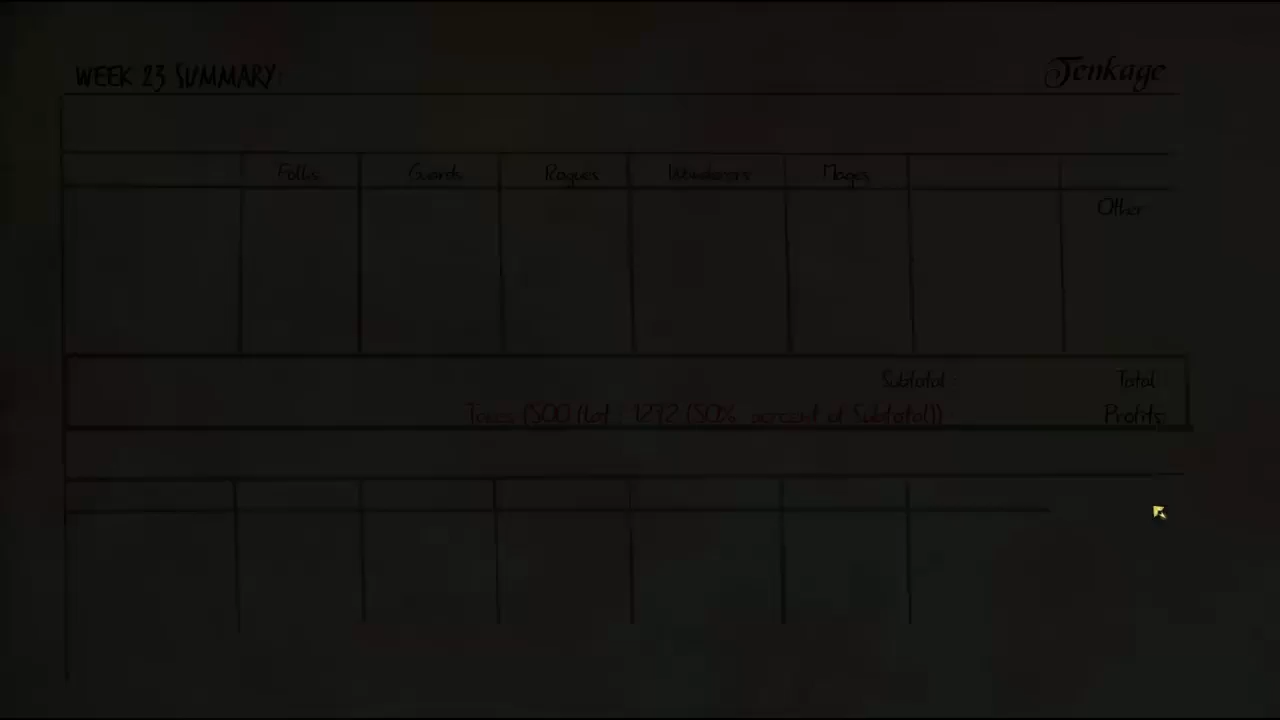 WEEK 23 SUMMARY:
Tenkage
Folks Guards Rogues Wanderers Mages
Other
Subtotal : Total :
Taxes (500 1292 (50% percent of Subtotal)) Profits: